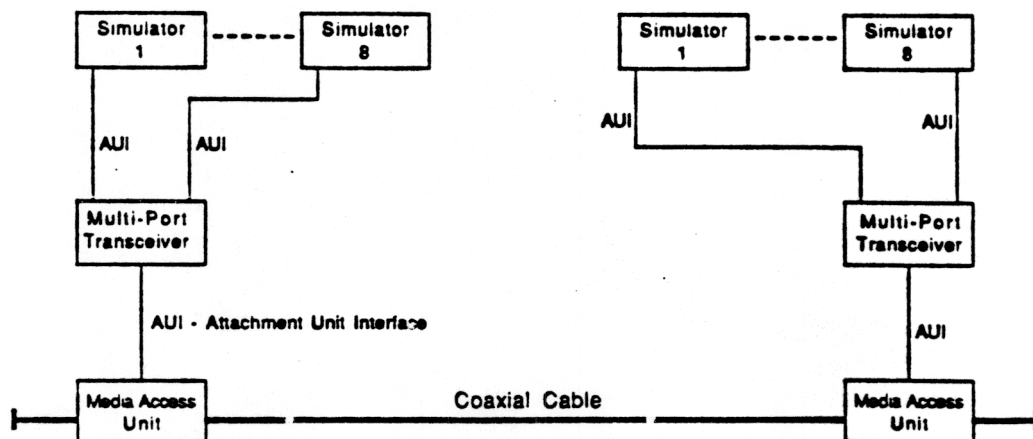 Simulator
1
Simulator
8
Simulator
1
Simulator
8
AUI
AUI
AUI
AUI
Multi-Port
Transceiver
Multi-Port
Transceiver
AUI - Attachment Unit Interface
AUI
Media Access
Unit
Coaxial Cable
Media Access
Unit